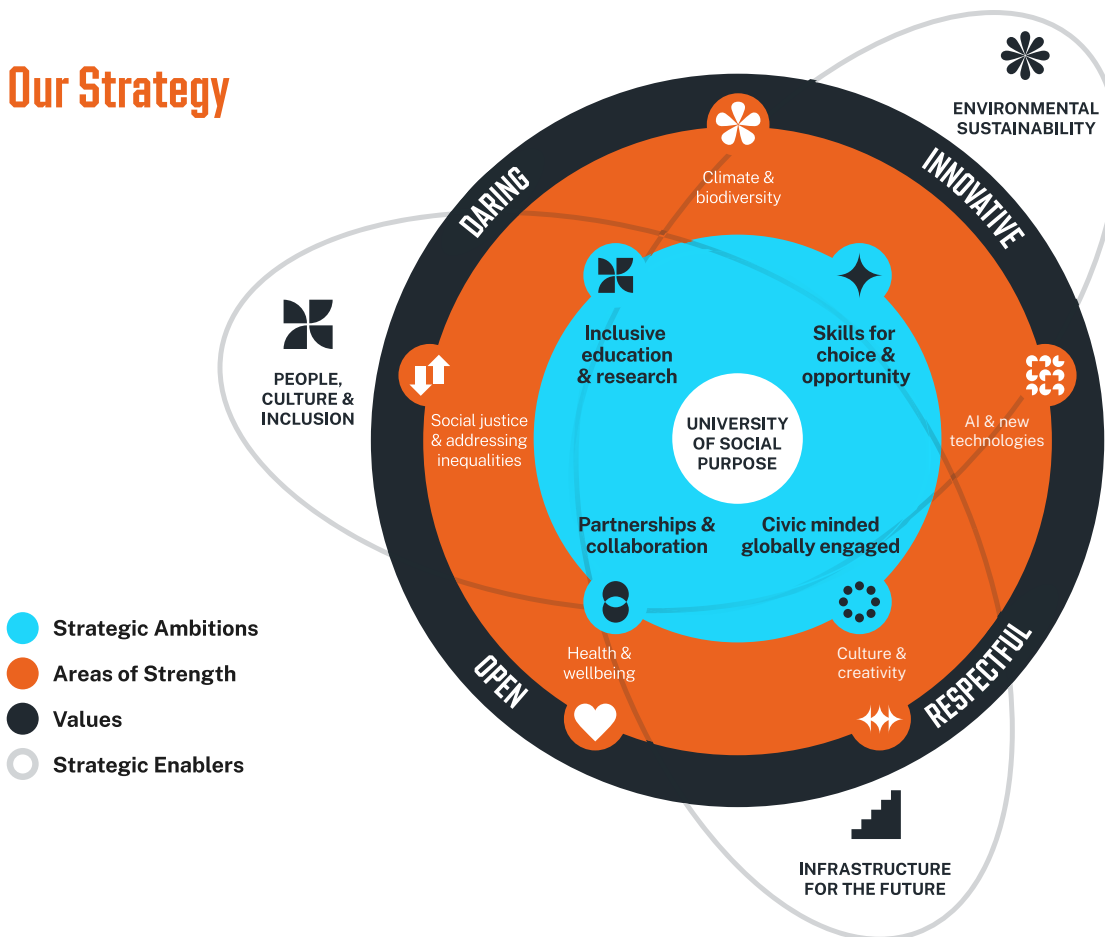 Our Strategy
ENVIRONMENTAL
SUSTAINABILITY
DARING
INNOVATIVE
Climate &
biodiversity
PEOPLE,
CULTURE &
INCLUSION
Inclusive
education
& research
Skills for
choice &
opportunity
Social justice
& addressing
inequalities
UNIVERSITY
OF SOCIAL
PURPOSE
AI & new
technologies
Partnerships &
collaboration
Civic minded
globally engaged
Health &
wellbeing
Culture &
creativity
OPEN
RESPECTFUL
Strategic Ambitions
Areas of Strength
Values
Strategic Enablers
INFRASTRUCTURE
FOR THE FUTURE